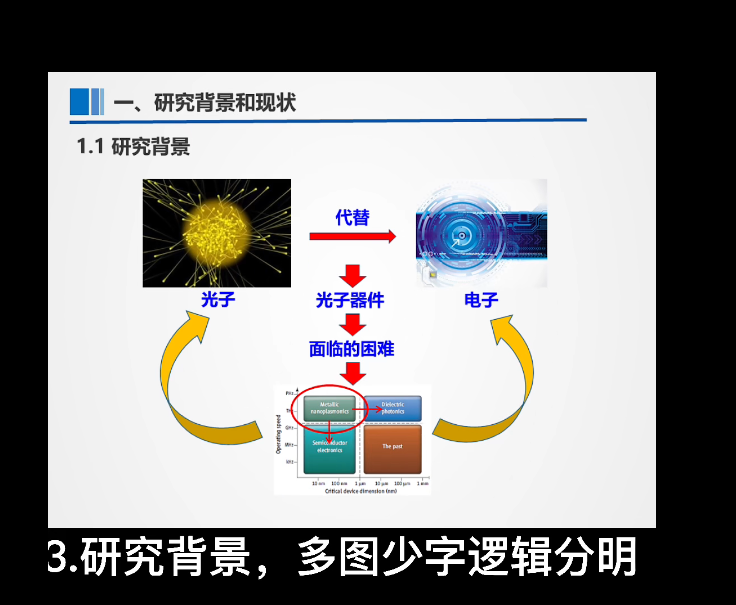 一、研究背景和现状
1.1 研究背景
代替
光子
光子器件
电子
面临的困难
Operating speed
PHz
THz
GHz
MHz
kHz
Metallic
nanoplasmonics
Dielectric
photonics
Semiconductor
electronics
The past
10 nm
100 nm
1 μm
10 μm
100 μm
1 mm
Critical device dimension (nm)
3.研究背景，多图少字逻辑分明